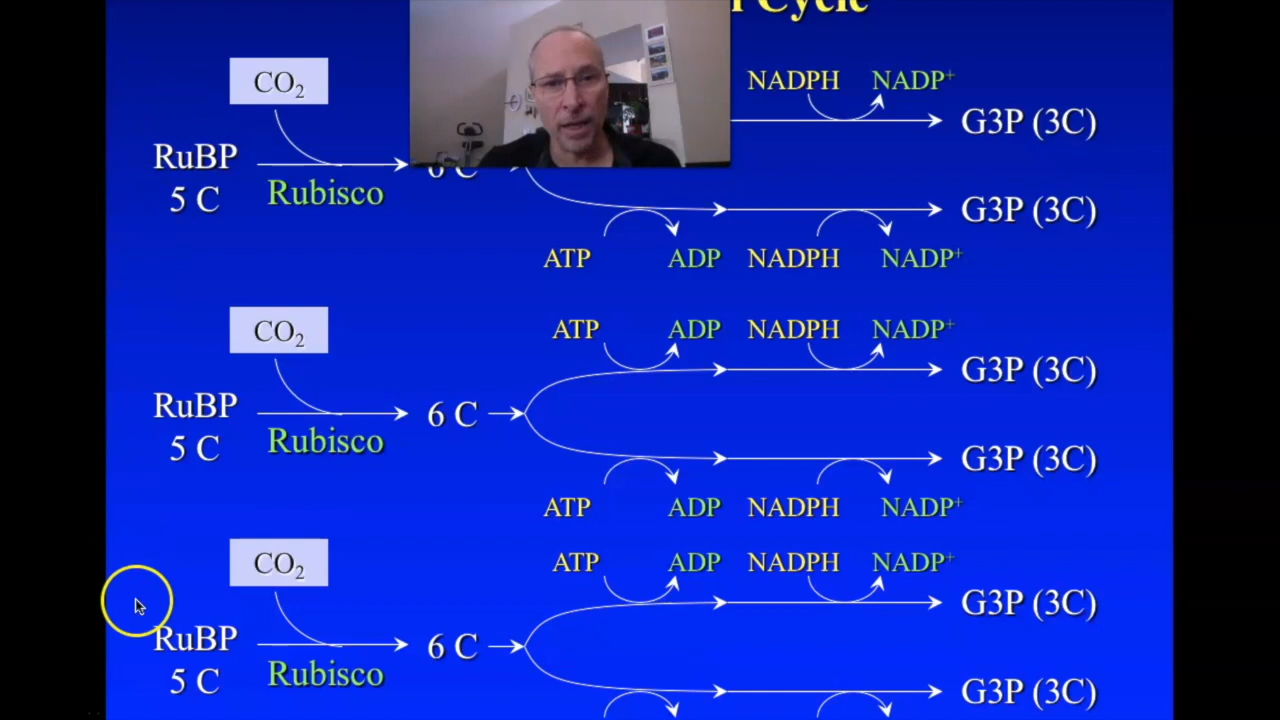 Cycle
CO₂
NADPH NADP⁺
G3P (3C)
RuBP
5 C
Rubisco
6 C
G3P (3C)
ATP ADP NADPH NADP⁺
CO₂
ATP ADP NADPH NADP⁺
G3P (3C)
RuBP
5 C
Rubisco
6 C
G3P (3C)
ATP ADP NADPH NADP⁺
CO₂
ATP ADP NADPH NADP⁺
G3P (3C)
RuBP
5 C
Rubisco
6 C
G3P (3C)